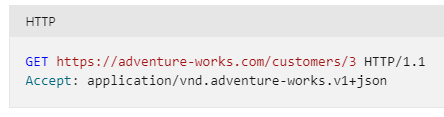 HTTP
GET https://adventure-works.com/customers/3 HTTP/1.1
Accept: application/vnd.adventure-works.v1+json